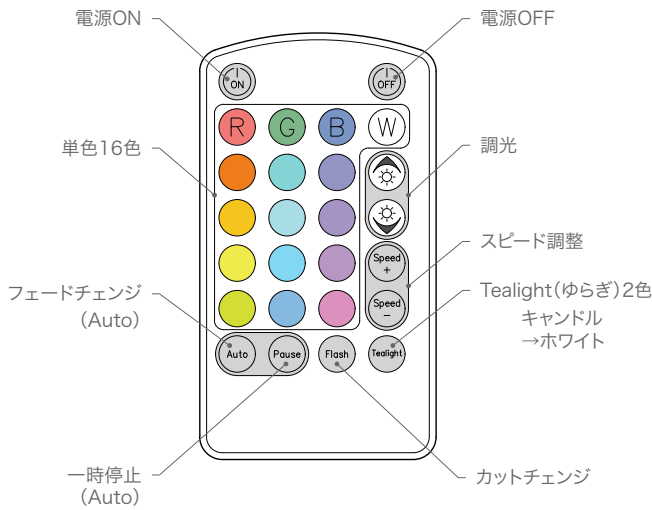 電源ON
電源OFF
ON
OFF
R G B W
単色16色
調光
Speed
+
スピード調整
Speed
−
フェードチェンジ
(Auto)
Tealight(ゆらぎ)2色
キャンドル
→ホワイト
Auto Pause Flash Tealight
一時停止
(Auto)
カットチェンジ